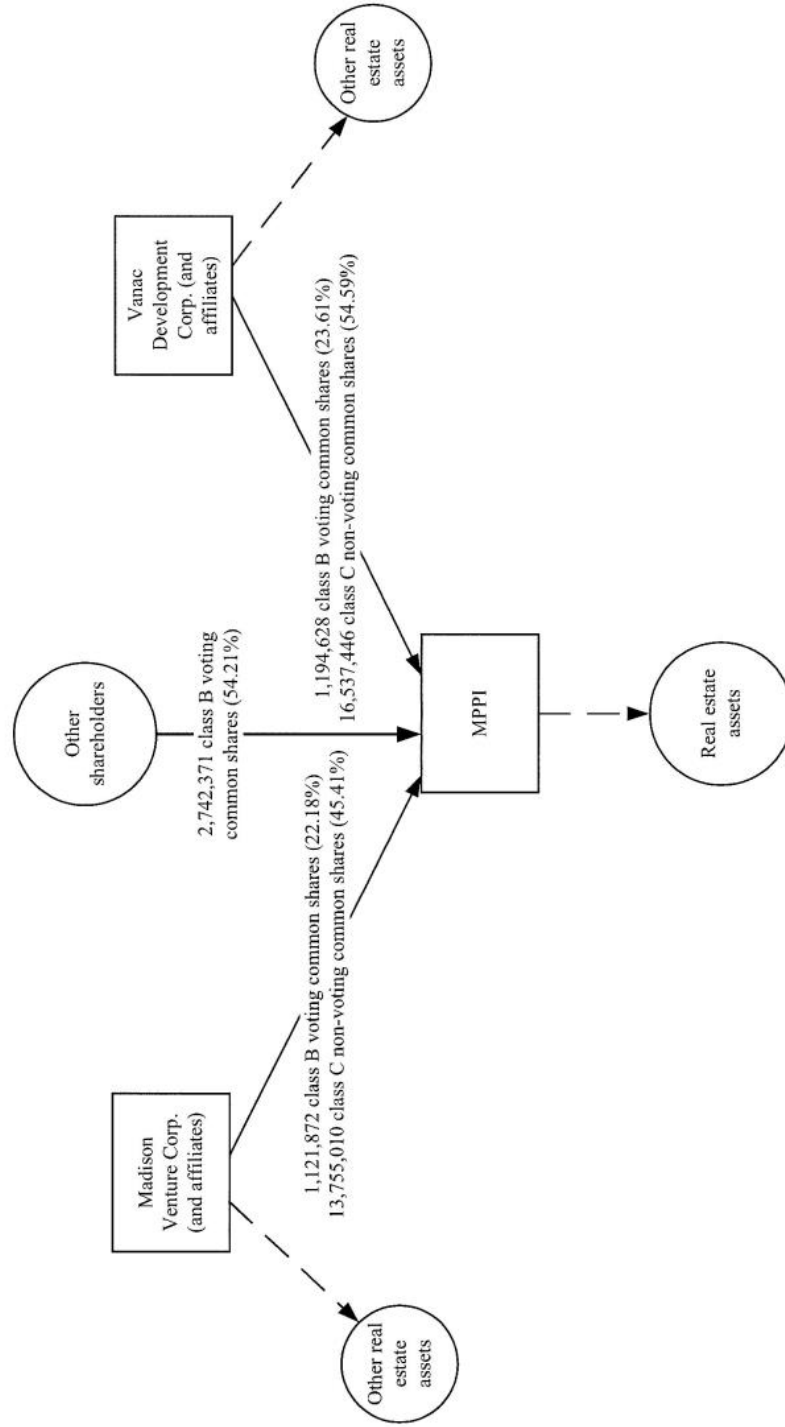 Other
shareholders
2,742,371 class B voting
common shares (54.21%)
Madison
Venture Corp.
(and affiliates)
Vanac
Development
Corp. (and
affiliates)
1,121,872 class B voting common shares (22.18%)
13,755,010 class C non-voting common shares (45.41%)
1,194,628 class B voting common shares (23.61%)
16,537,446 class C non-voting common shares (54.59%)
Other real
estate
assets
MPPI
Other real
estate
assets
Real estate
assets